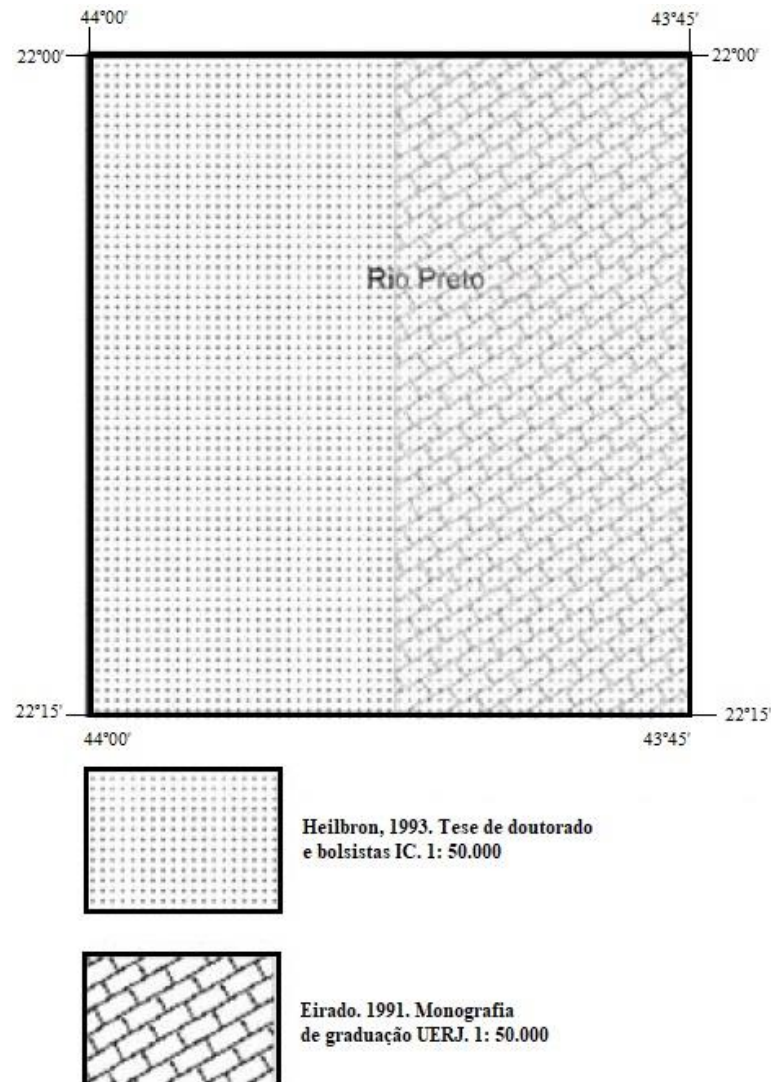 44°00' 43°45'
22°00' 22°00'
Rio Preto
22°15' 22°15'
44°00' 43°45'
Heilbron, 1993. Tese de doutorado
e bolsistas IC. 1: 50.000
Eirado. 1991. Monografia
de graduação UERJ. 1: 50.000